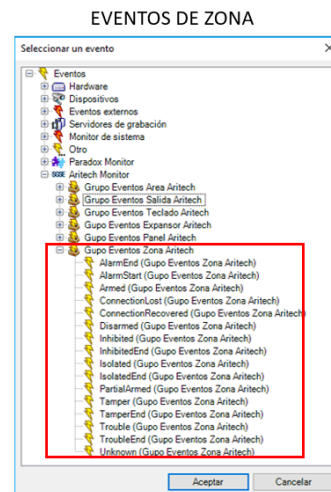 EVENTOS DE ZONA
Seleccionar un evento
Eventos
Hardware
Dispositivos
Eventos externos
Servidores de grabación
Monitor de sistema
Otro
Paradox Monitor
Aritech Monitor
Grupo Eventos Area Aritech
Grupo Eventos Salida Aritech
Grupo Eventos Teclado Aritech
Gupo Eventos Expansor Aritech
Gupo Eventos Panel Aritech
Gupo Eventos Zona Aritech
AlarmEnd (Gupo Eventos Zona Aritech)
AlarmStart (Gupo Eventos Zona Aritech)
Armed (Gupo Eventos Zona Aritech)
ConnectionLost (Gupo Eventos Zona Aritech)
ConnectionRecovered (Gupo Eventos Zona Aritech)
Disarmed (Gupo Eventos Zona Aritech)
Inhibited (Gupo Eventos Zona Aritech)
InhibitedEnd (Gupo Eventos Zona Aritech)
Isolated (Gupo Eventos Zona Aritech)
IsolatedEnd (Gupo Eventos Zona Aritech)
PartialArmed (Gupo Eventos Zona Aritech)
Tamper (Gupo Eventos Zona Aritech)
TamperEnd (Gupo Eventos Zona Aritech)
Trouble (Gupo Eventos Zona Aritech)
TroubleEnd (Gupo Eventos Zona Aritech)
Unknown (Gupo Eventos Zona Aritech)
Aceptar
Cancelar